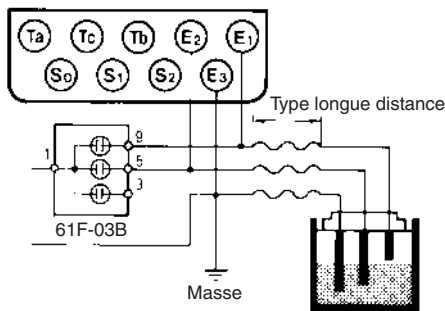 Ta Tc Tb E2 E1
S0 S1 S2 E3
Type longue distance
9
1
5
3
61F-03B
Masse